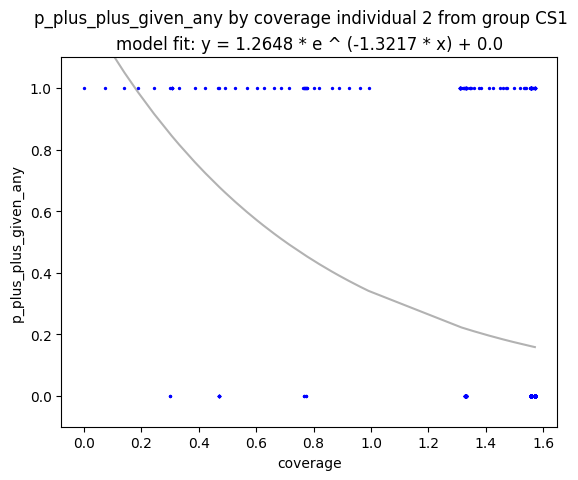 p_plus_plus_given_any by coverage individual 2 from group CS1
model fit: y = 1.2648 * e ^ (-1.3217 * x) + 0.0
1.0
0.8
0.6
0.4
0.2
0.0
p_plus_plus_given_any
0.0 0.2 0.4 0.6 0.8 1.0 1.2 1.4 1.6
coverage